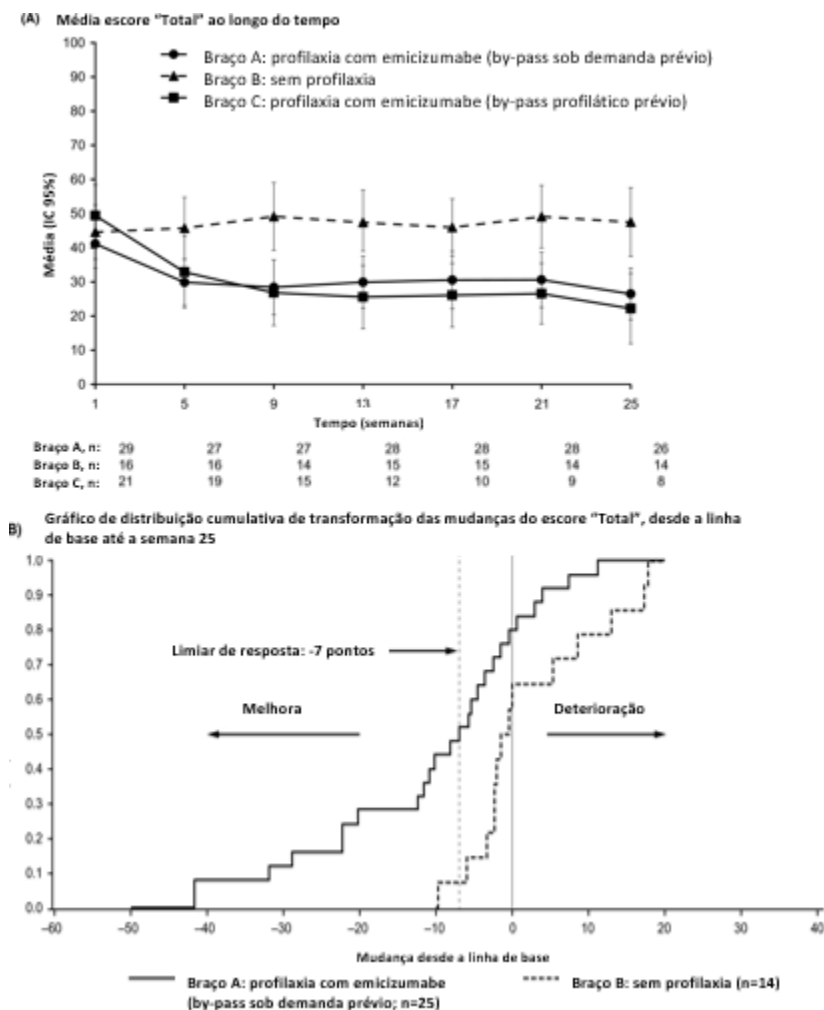 (A) Média escore "Total" ao longo do tempo
100
90
80
70
60
50
40
30
20
10
0
Média (IC 95%)
Braço A: profilaxia com emicizumabe (by-pass sob demanda prévio)
Braço B: sem profilaxia
Braço C: profilaxia com emicizumabe (by-pass profilático prévio)
1 5 9 13 17 21 25
Tempo (semanas)
Braço A, n: 29 27 27 28 28 28 26
Braço B, n: 16 16 14 15 15 14 14
Braço C, n: 21 19 15 12 10 9 8
B) Gráfico de distribuição cumulativa de transformação das mudanças do escore "Total", desde a linha
de base até a semana 25
1.0
0.9
0.8
0.7
0.6
0.5
0.4
0.3
0.2
0.1
0.0
Limiar de resposta: -7 pontos
Melhora
Deterioração
−60 −50 −40 −30 −20 −10 0 10 20 30 40
Mudança desde a linha de base
Braço A: profilaxia com emicizumabe
(by-pass sob demanda prévio; n=25)
Braço B: sem profilaxia (n=14)